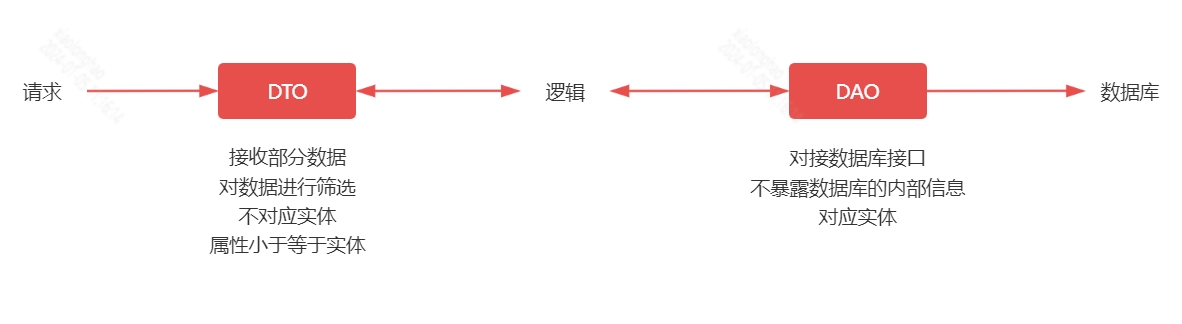 请求
DTO
逻辑
DAO
数据库
接收部分数据
对数据进行筛选
不对应实体
属性小于等于实体
对接数据库接口
不暴露数据库的内部信息
对应实体